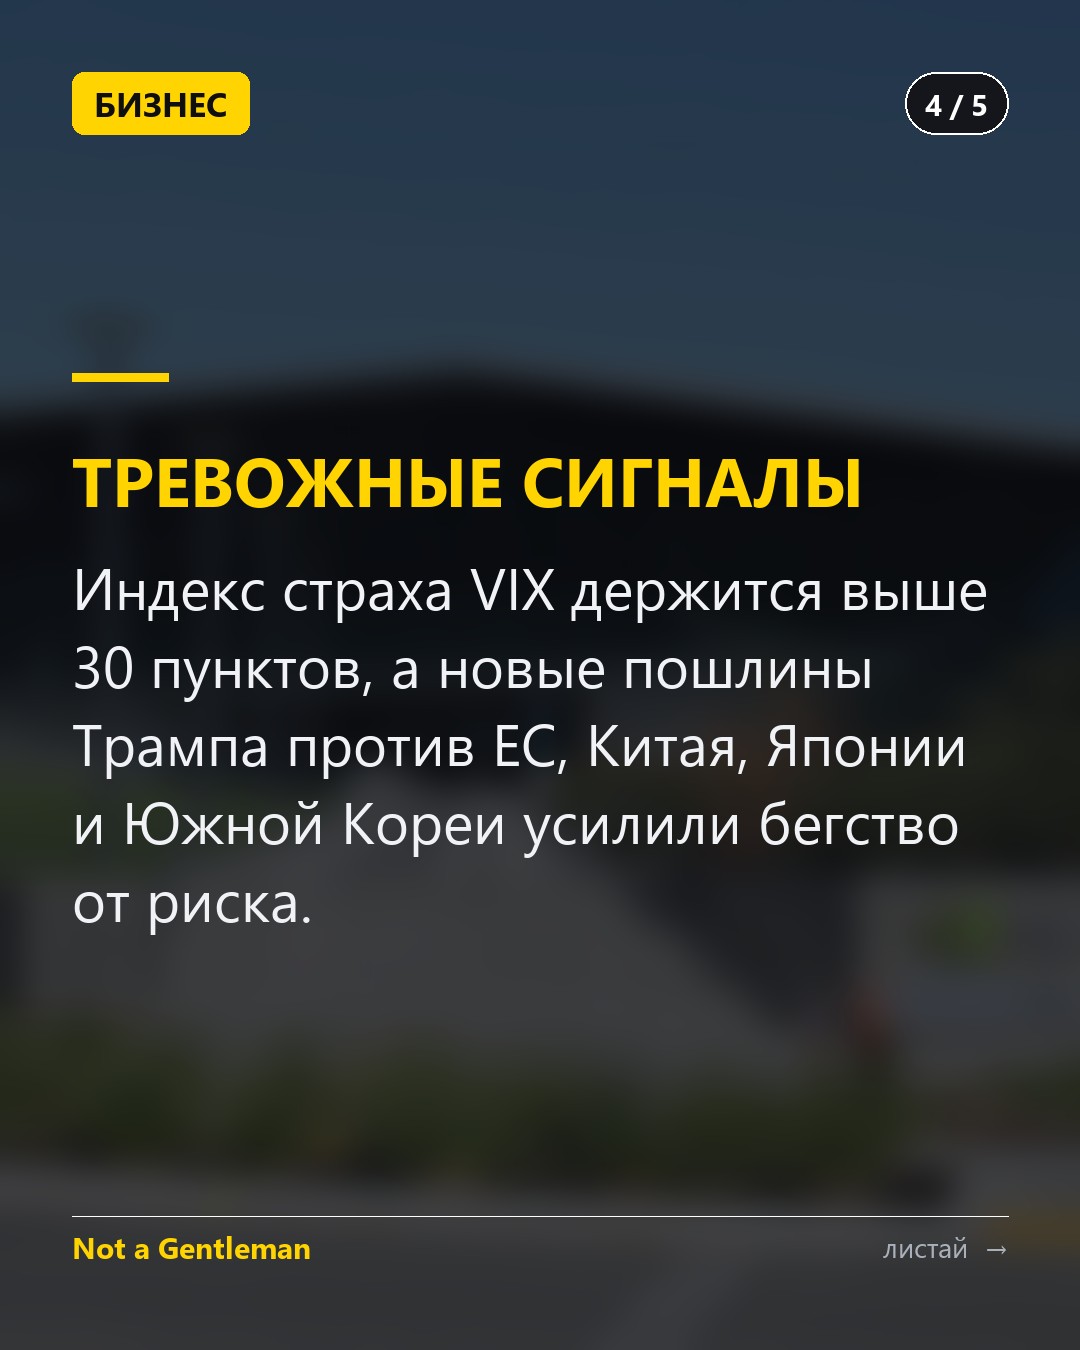 БИЗНЕС
4 / 5
ТРЕВОЖНЫЕ СИГНАЛЫ
Индекс страха VIX держится выше
30 пунктов, а новые пошлины
Трампа против ЕС, Китая, Японии
и Южной Кореи усилили бегство
от риска.
Not a Gentleman
листай →